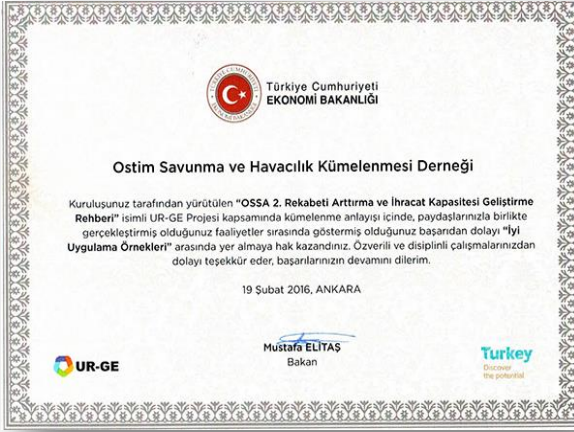 Türkiye Cumhuriyeti
EKONOMİ BAKANLIĞI
Ostim Savunma ve Havacılık Kümelenmesi Derneği
Kuruluşunuz tarafından yürütülen "OSSA 2. Rekabeti Arttırma ve İhracat Kapasitesi Geliştirme
Rehberi" isimli UR-GE Projesi kapsamında kümelenme anlayışı içinde, paydaşlarınızla birlikte
gerçekleştirmiş olduğunuz faaliyetler sırasında göstermiş olduğunuz başarıdan dolayı "İyi
Uygulama Örnekleri" arasında yer almaya hak kazandınız. Özverili ve disiplinli çalışmalarınızdan
dolayı teşekkür eder, başarılarınızın devamını dilerim.
19 Şubat 2016, ANKARA
Mustafa ELİTAŞ
Bakan
UR-GE
Turkey
Discover
the potential